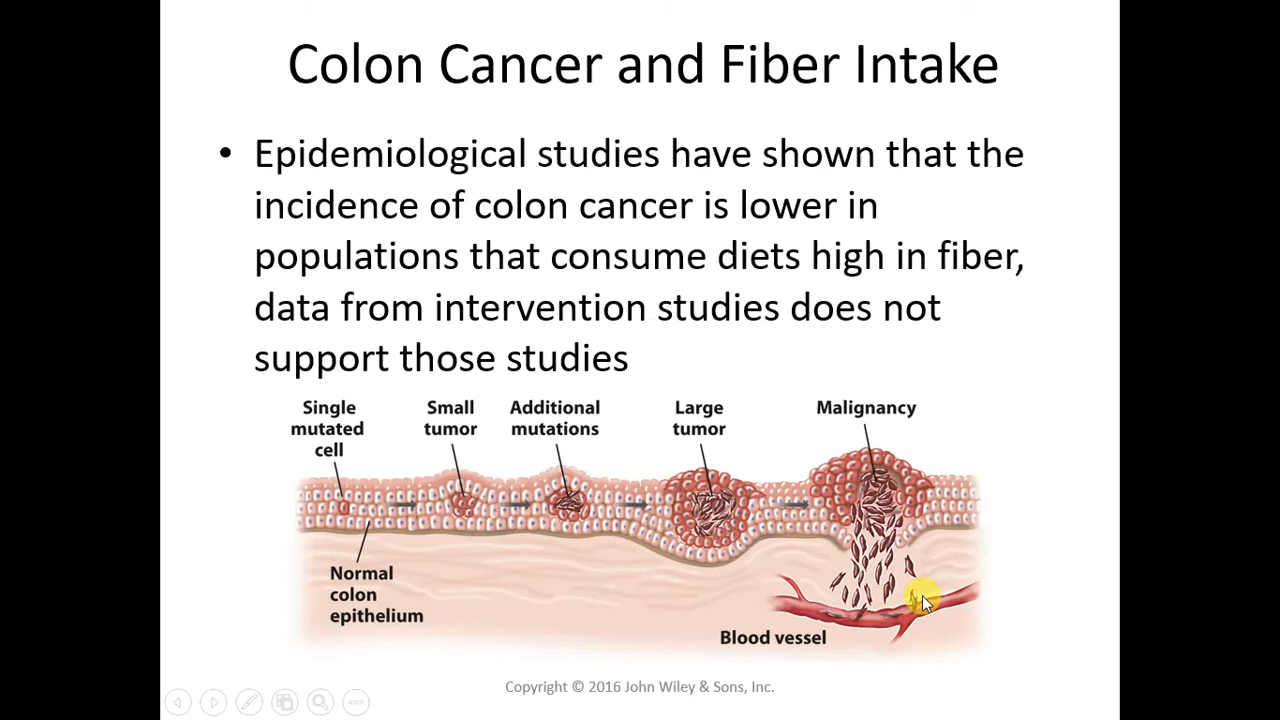 Colon Cancer and Fiber Intake
• Epidemiological studies have shown that the
incidence of colon cancer is lower in
populations that consume diets high in fiber,
data from intervention studies does not
support those studies
Single
mutated
cell
Small
tumor
Additional
mutations
Large
tumor
Malignancy
Normal
colon
epithelium
Blood vessel
Copyright © 2016 John Wiley & Sons, Inc.